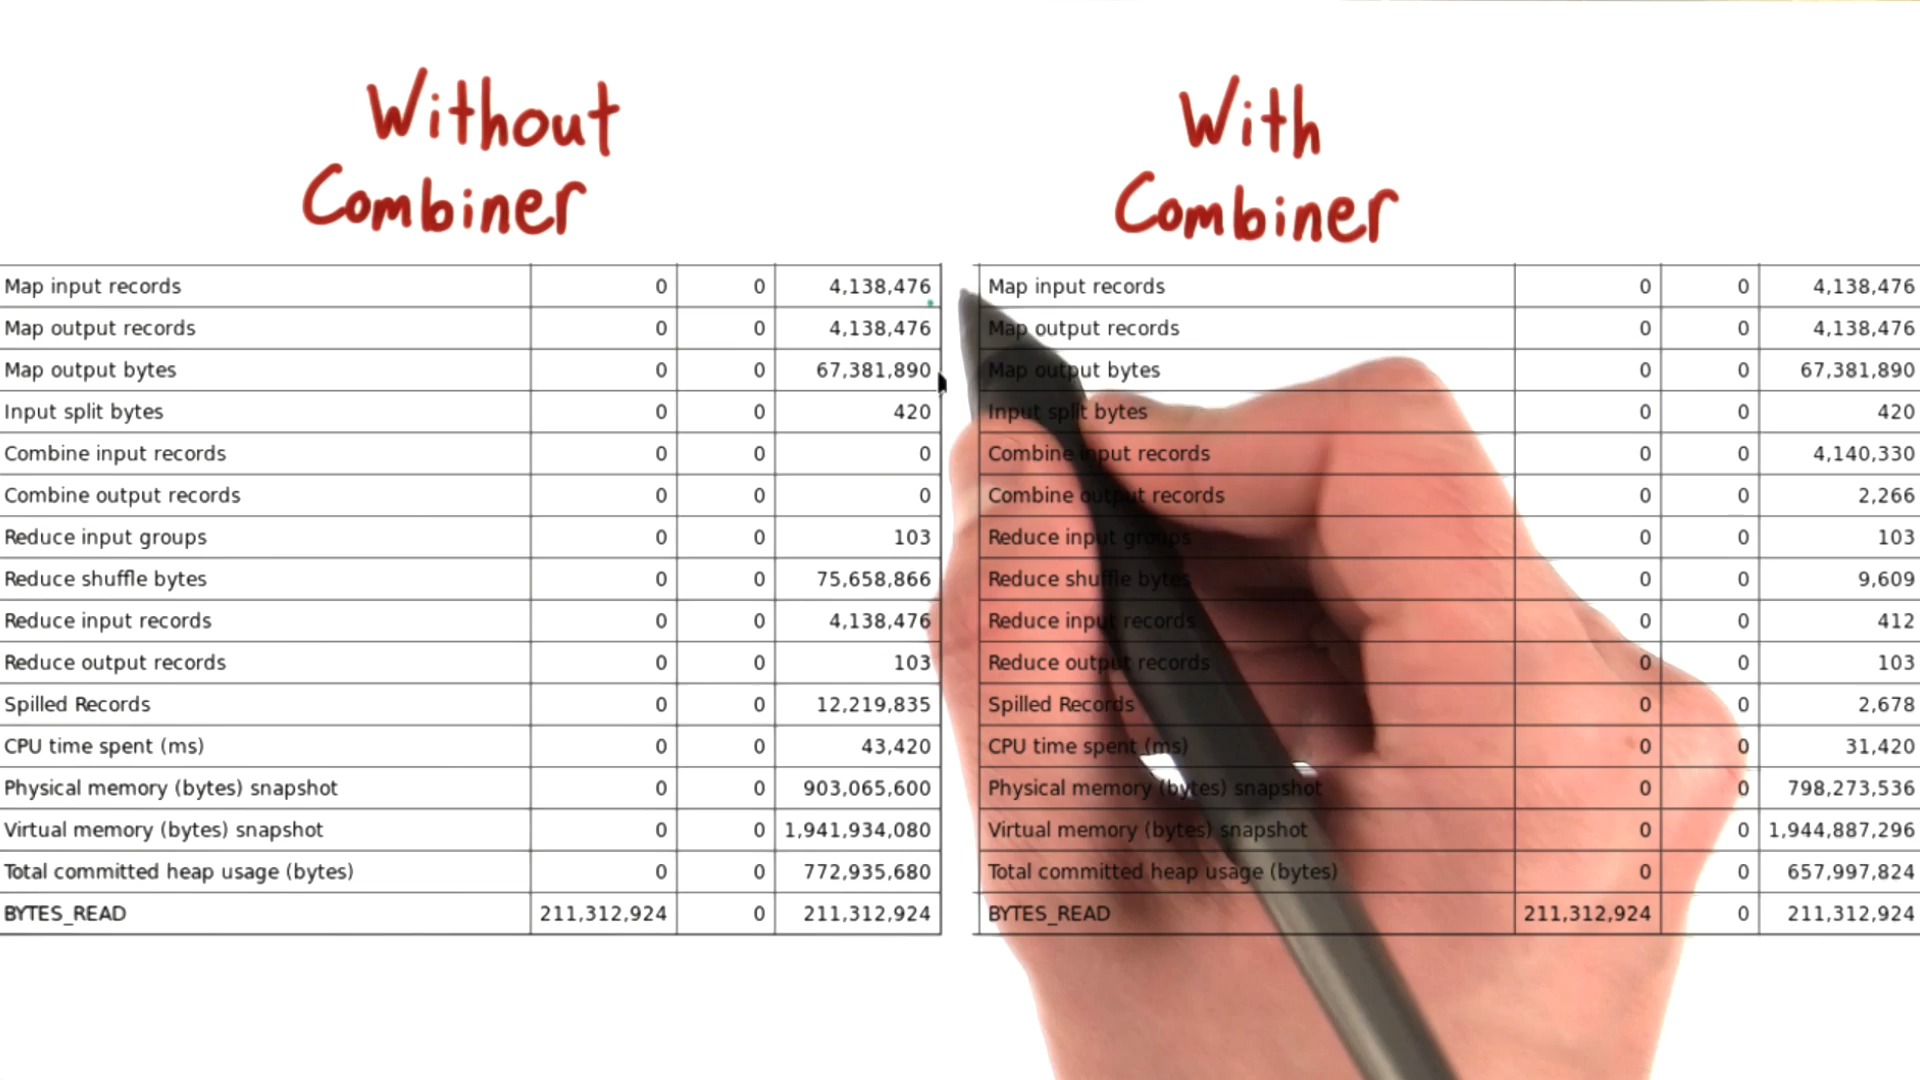 Without
Combiner
With
Combiner
Map input records 0 0 4,138,476
Map output records 0 0 4,138,476
Map output bytes 0 0 67,381,890
Input split bytes 0 0 420
Combine input records 0 0 0
Combine output records 0 0 0
Reduce input groups 0 0 103
Reduce shuffle bytes 0 0 75,658,866
Reduce input records 0 0 4,138,476
Reduce output records 0 0 103
Spilled Records 0 0 12,219,835
CPU time spent (ms) 0 0 43,420
Physical memory (bytes) snapshot 0 0 903,065,600
Virtual memory (bytes) snapshot 0 0 1,941,934,080
Total committed heap usage (bytes) 0 0 772,935,680
BYTES_READ 211,312,924 0 211,312,924
Map input records 0 0 4,138,476
Map output records 0 0 4,138,476
Map output bytes 0 0 67,381,890
Input split bytes 0 0 420
Combine input records 0 0 4,140,330
Combine output records 0 0 2,266
Reduce input groups 0 0 103
Reduce shuffle bytes 0 0 9,609
Reduce input records 0 0 412
Reduce output records 0 0 103
Spilled Records 0 0 2,678
CPU time spent (ms) 0 0 31,420
Physical memory (bytes) snapshot 0 0 798,273,536
Virtual memory (bytes) snapshot 0 0 1,944,887,296
Total committed heap usage (bytes) 0 0 657,997,824
BYTES_READ 211,312,924 0 211,312,924